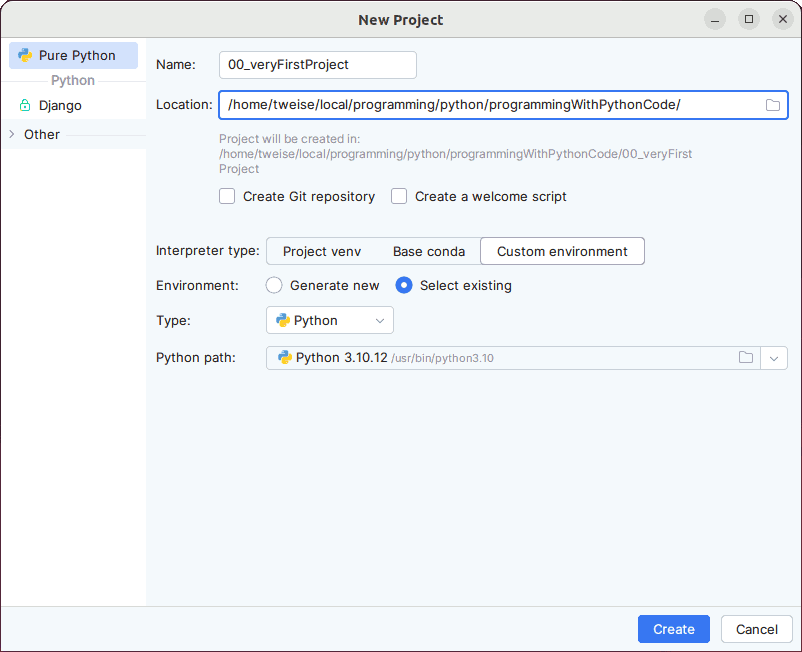 New Project
Pure Python
Python
Django
Other
Name: 00_veryFirstProject
Location: /home/tweise/local/programming/python/programmingWithPythonCode/
Project will be created in:
/home/tweise/local/programming/python/programmingWithPythonCode/00_veryFirst
Project
Create Git repository Create a welcome script
Interpreter type: Project venv Base conda Custom environment
Environment: Generate new Select existing
Type: Python
Python path: Python 3.10.12 /usr/bin/python3.10
Create Cancel